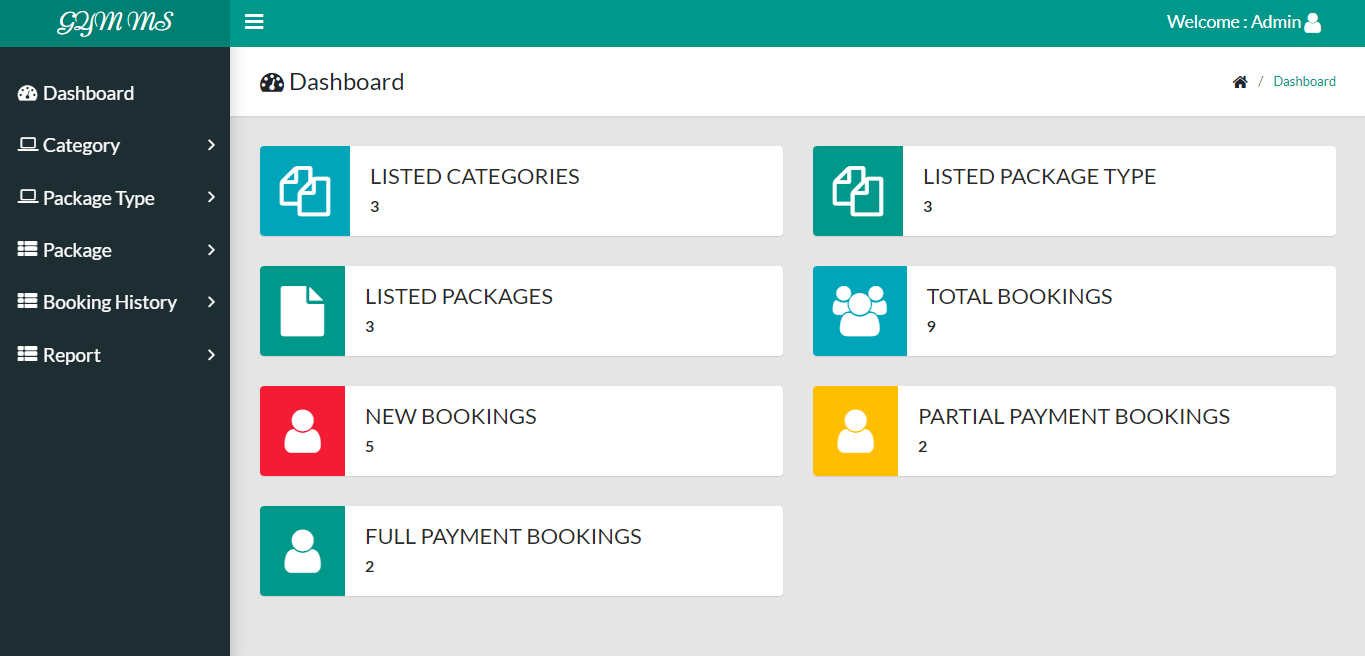 GYM MS
Welcome : Admin
Dashboard
Category
Package Type
Package
Booking History
Report
Dashboard
/ Dashboard
LISTED CATEGORIES
3
LISTED PACKAGE TYPE
3
LISTED PACKAGES
3
TOTAL BOOKINGS
9
NEW BOOKINGS
5
PARTIAL PAYMENT BOOKINGS
2
FULL PAYMENT BOOKINGS
2